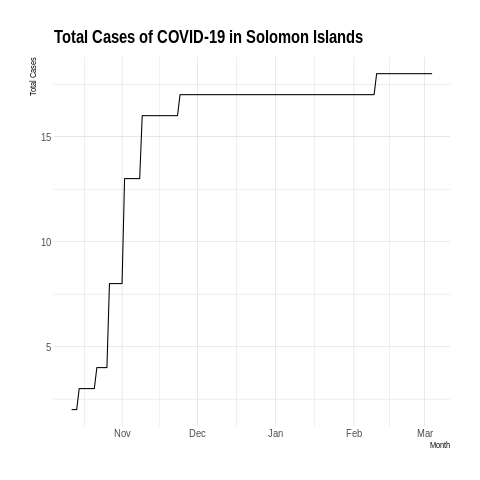 Total Cases of COVID-19 in Solomon Islands
Total Cases
15
10
5
Nov Dec Jan Feb Mar
Month